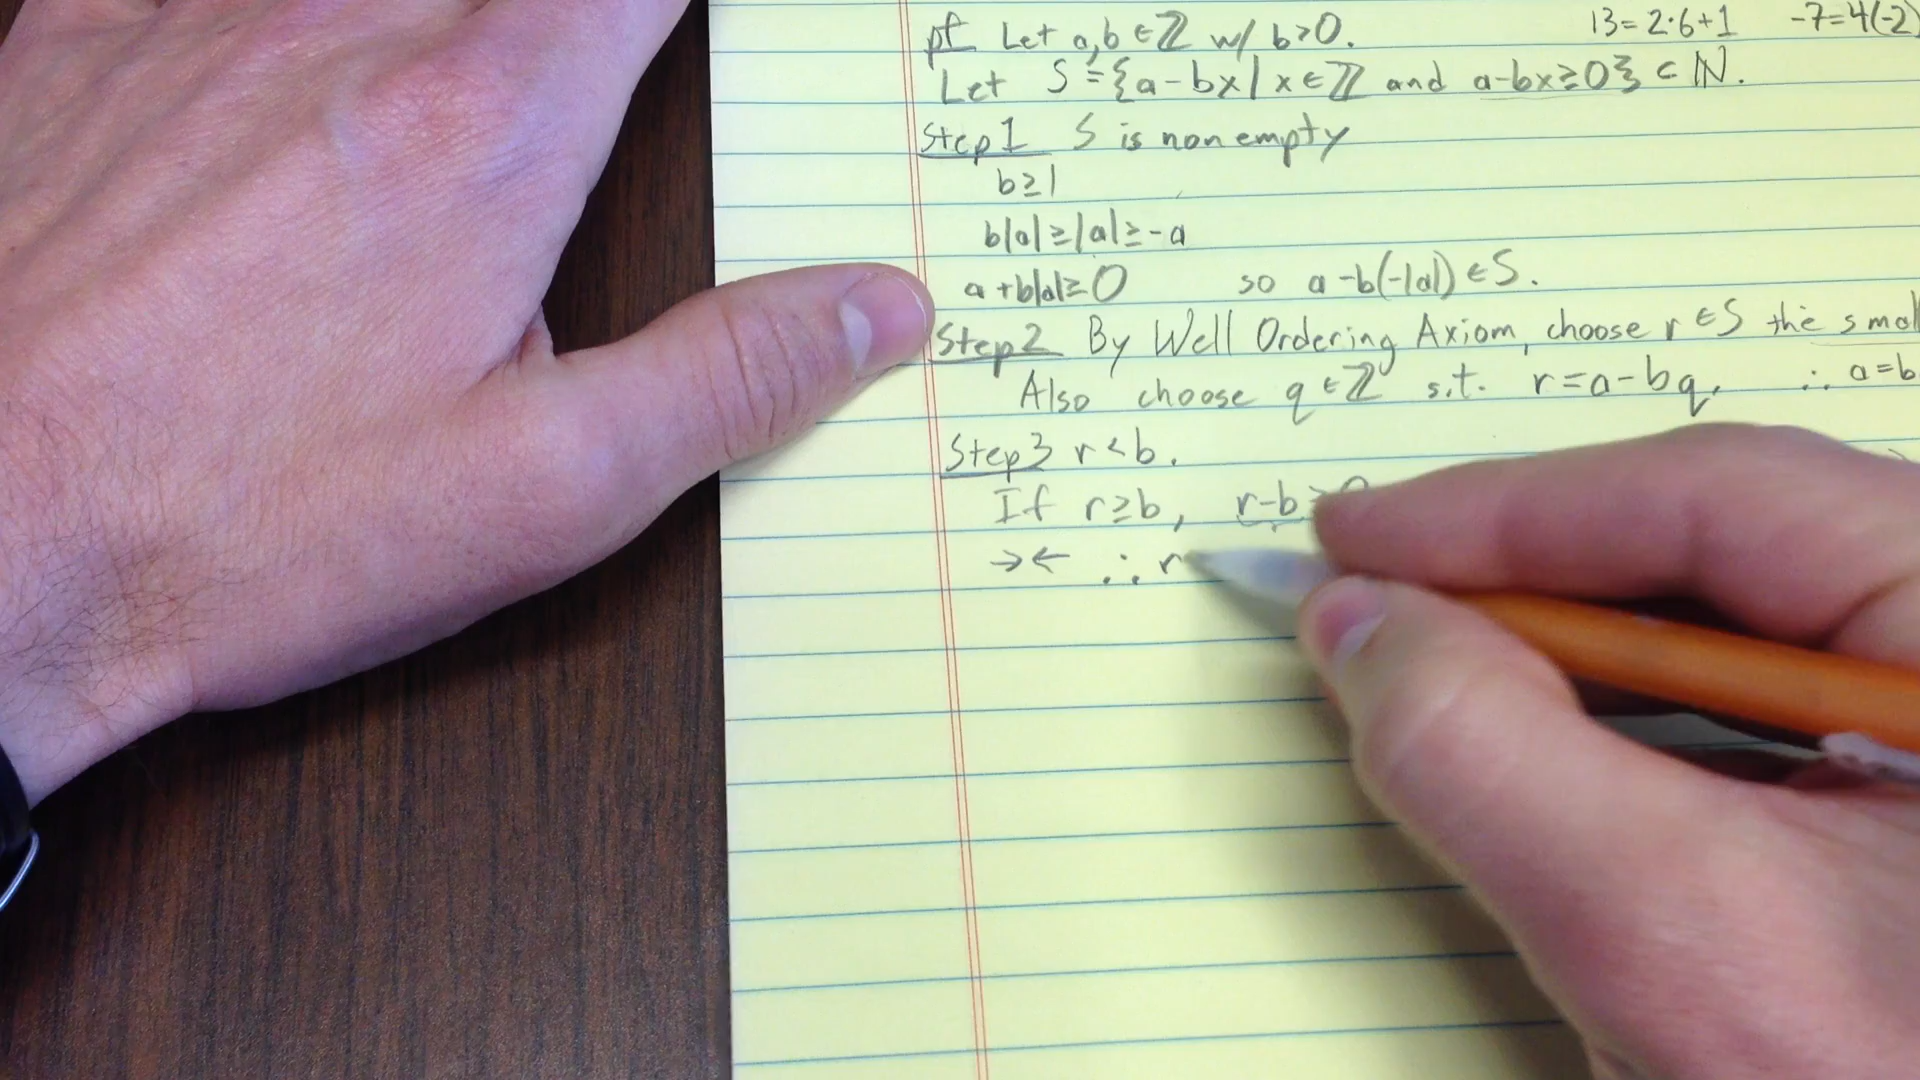 pf Let a,b ∈ ℤ w/ b>0. 13=2·6+1 -7=4(-2)
Let S={a-bx | x∈ℤ and a-bx≥0} ⊂ ℕ.
Step 1 S is nonempty
b≥1
b|a|≥|a|≥-a
a+b|a|≥0 so a-b(-|a|)∈S.
Step 2 By Well Ordering Axiom, choose r∈S the smal
Also choose q∈ℤ s.t. r=a-bq. ∴ a=b
Step 3 r<b.
If r≥b, r-b≥0
→← ∴ r